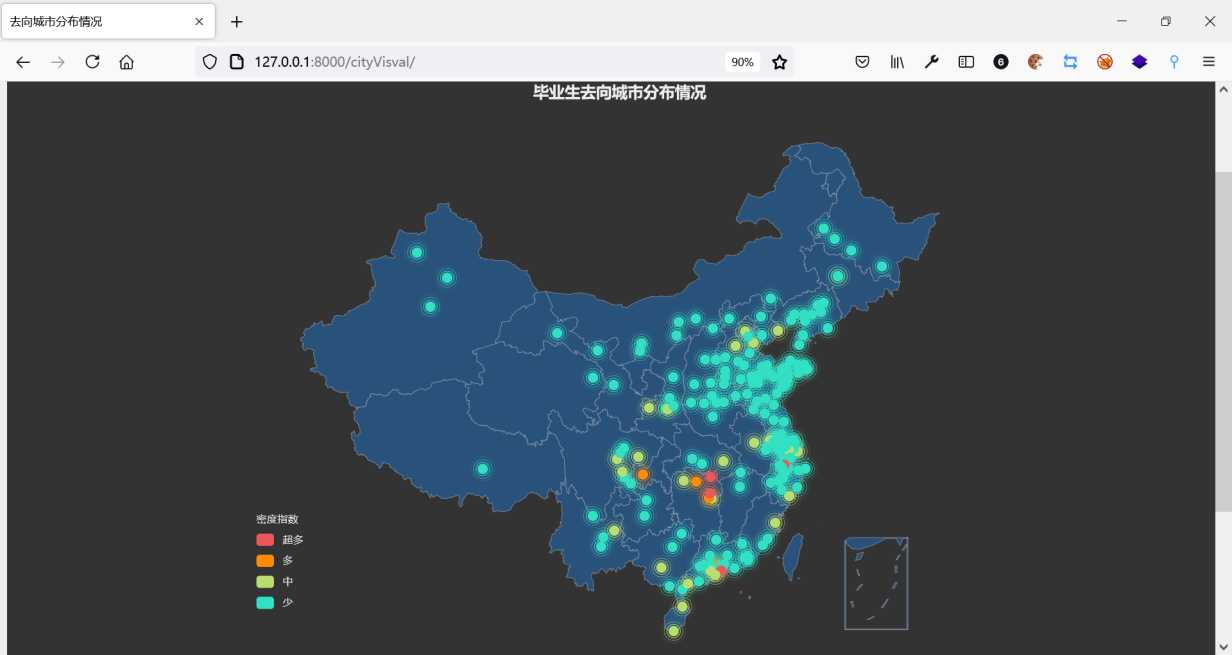 去向城市分布情况
127.0.0.1:8000/cityVisval/
90%
6
毕业生去向城市分布情况
密度指数
超多
多
中
少